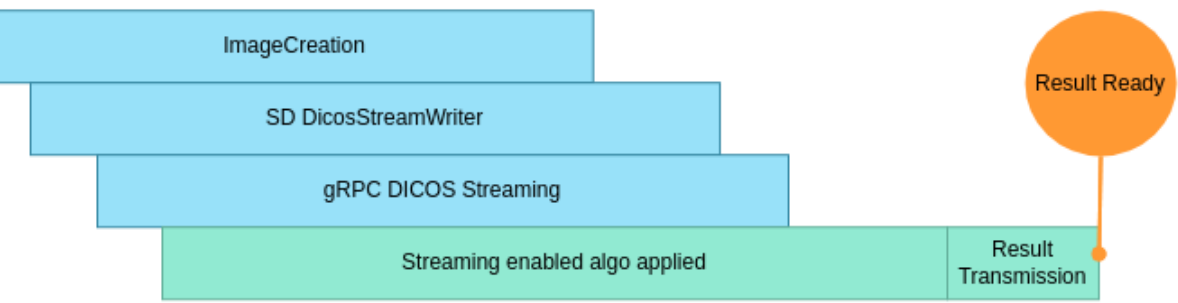 ImageCreation
Result Ready
SD DicosStreamWriter
gRPC DICOS Streaming
Streaming enabled algo applied
Result
Transmission